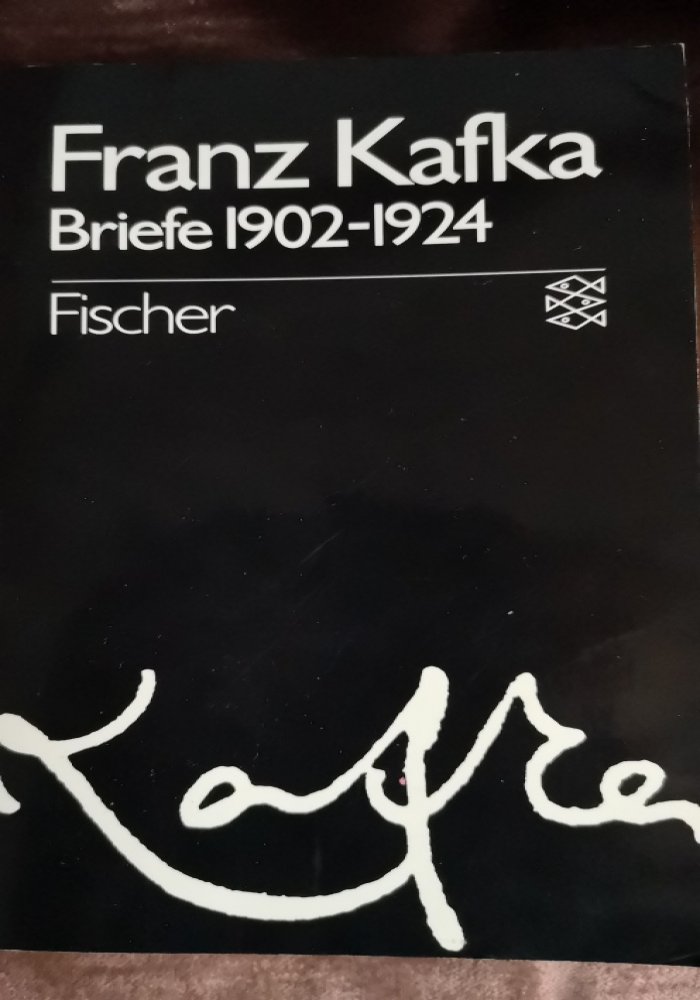 Franz Kafka
Briefe 1902-1924
Fischer
Kafka